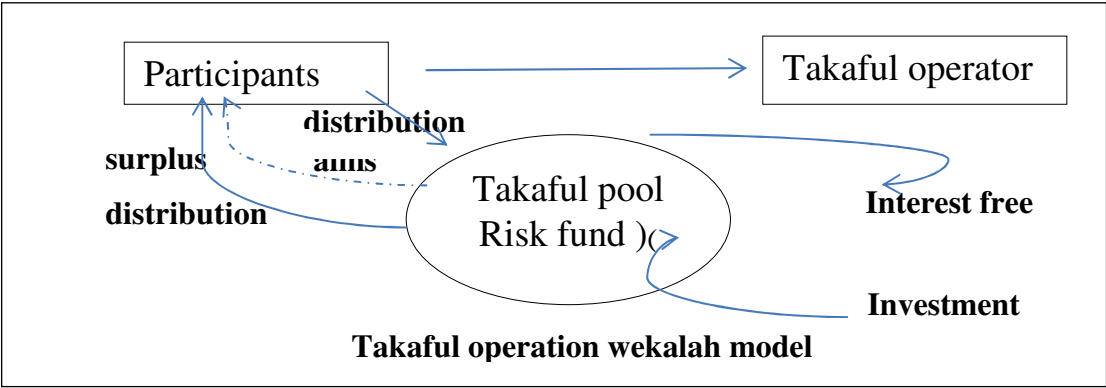 Participants
Takaful operator
distribution
surplus
distribution
Takaful pool
Risk fund )(
Interest free
Investment
Takaful operation wekalah model